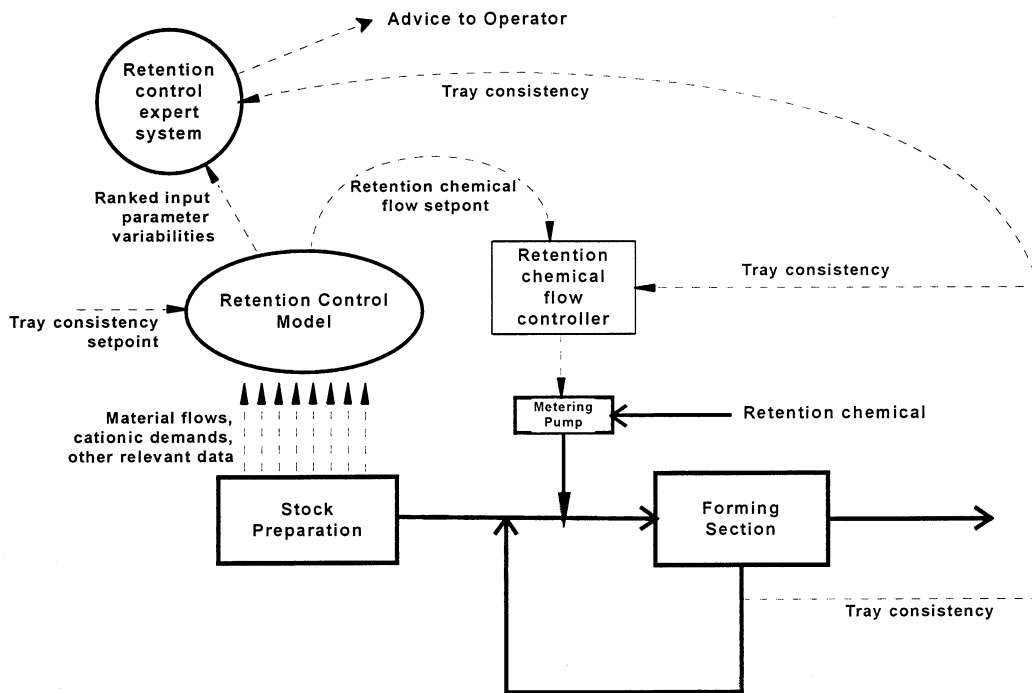 Advice to Operator
Retention
control
expert
system
Tray consistency
Ranked input
parameter
variabilities
Retention chemical
flow setpont
Retention
chemical
flow
controller
Tray consistency
Retention Control
Model
Tray consistency
setpoint
Metering
Pump
Retention chemical
Material flows,
cationic demands,
other relevant data
Stock
Preparation
Forming
Section
Tray consistency